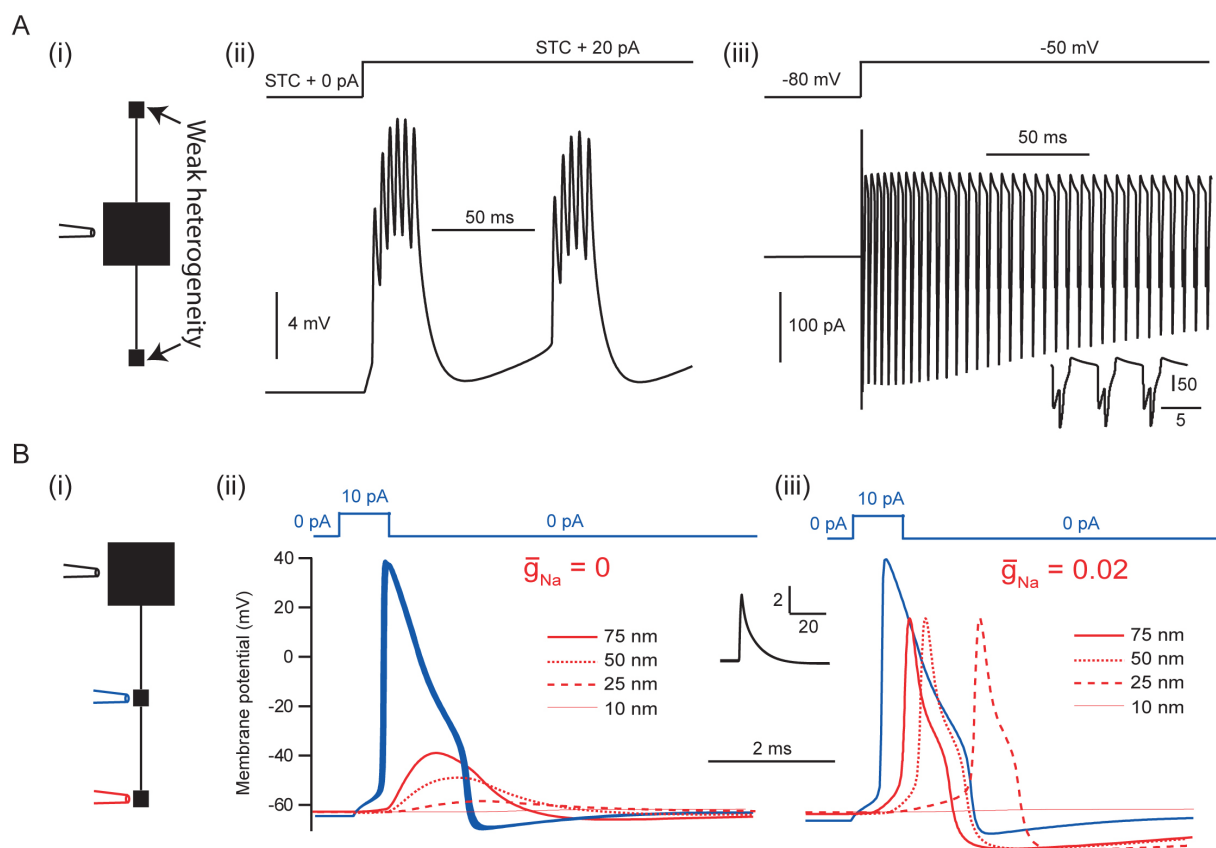 A
(i)
Weak heterogeneity
(ii)
STC + 0 pA
STC + 20 pA
50 ms
4 mV
(iii)
-80 mV
-50 mV
50 ms
100 pA
50
5
B
(i)
(ii)
0 pA
10 pA
0 pA
Membrane potential (mV)
40
20
0
-20
-40
-60
g̅Na = 0
75 nm
50 nm
25 nm
10 nm
2
20
2 ms
(iii)
0 pA
10 pA
0 pA
g̅Na = 0.02
75 nm
50 nm
25 nm
10 nm